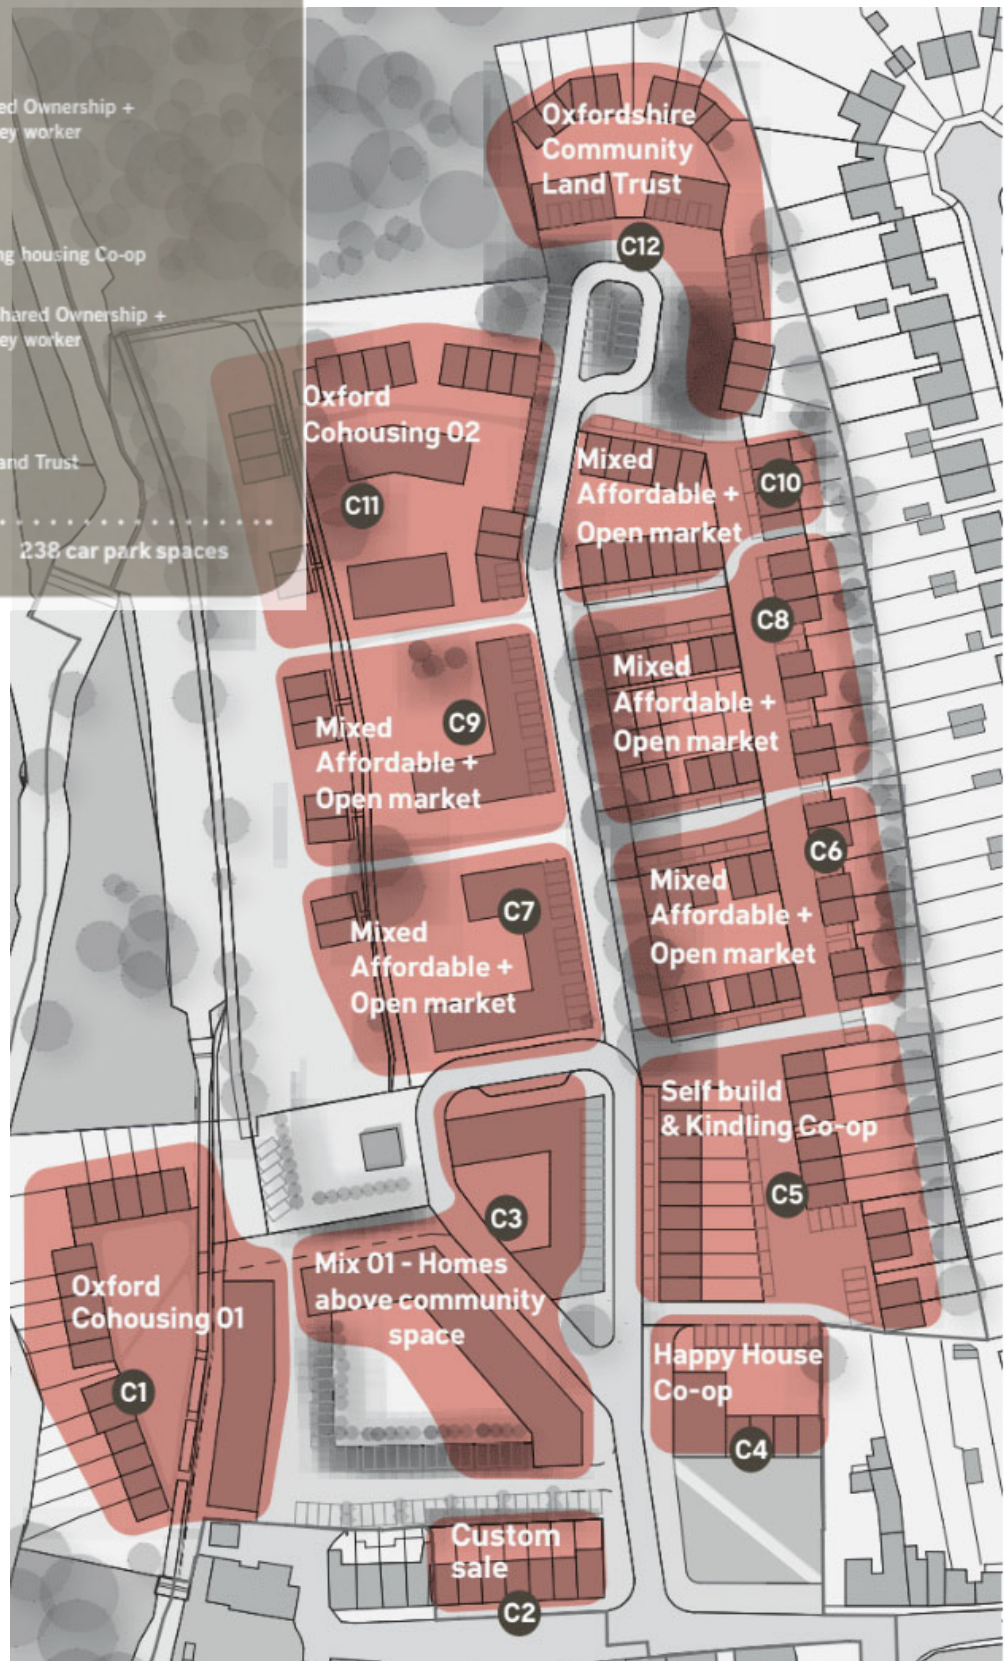 ed Ownership +
ey worker
ng housing Co-op
hared Ownership +
ey worker
and Trust
238 car park spaces
Oxfordshire
Community
Land Trust
C12
Oxford
Cohousing 02
C11
Mixed
Affordable +
Open market
C10
C8
Mixed
Affordable +
Open market
C9
Mixed
Affordable +
Open market
C6
Mixed
Affordable +
Open market
C7
Mixed
Affordable +
Open market
Self build
& Kindling Co-op
C5
C3
Mix 01 - Homes
above community
space
Oxford
Cohousing 01
C1
Happy House
Co-op
C4
Custom
sale
C2